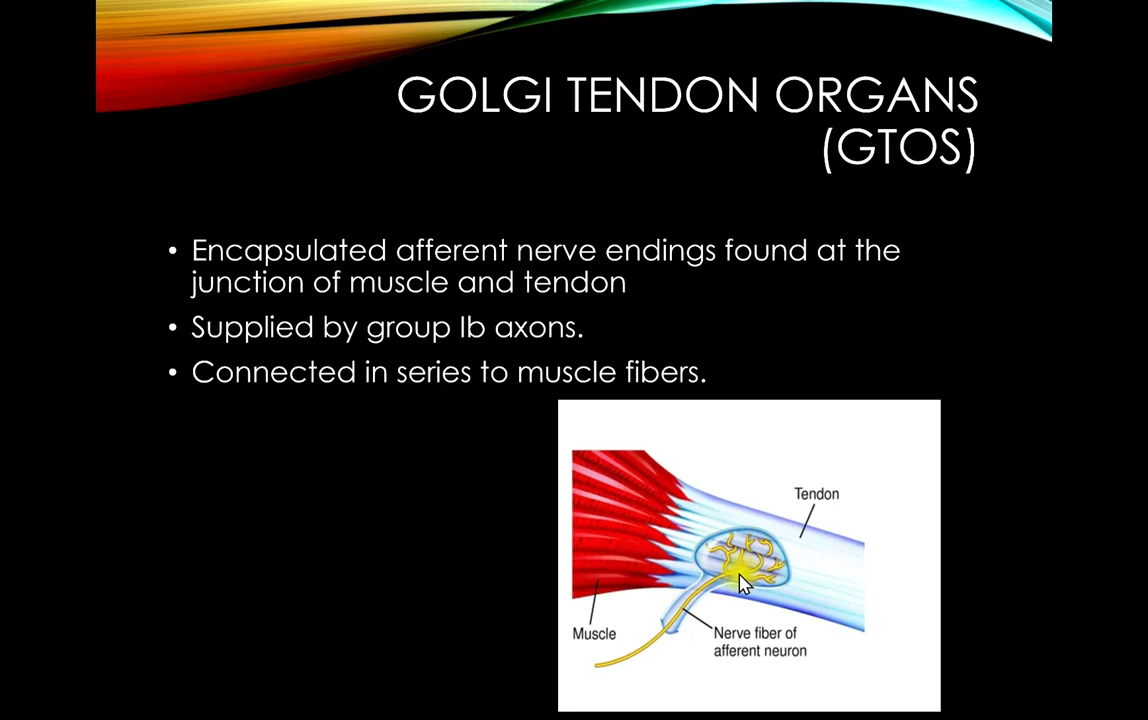 GOLGI TENDON ORGANS
(GTOS)
• Encapsulated afferent nerve endings found at the
junction of muscle and tendon
• Supplied by group Ib axons.
• Connected in series to muscle fibers.
Tendon
Muscle
Nerve fiber of
afferent neuron